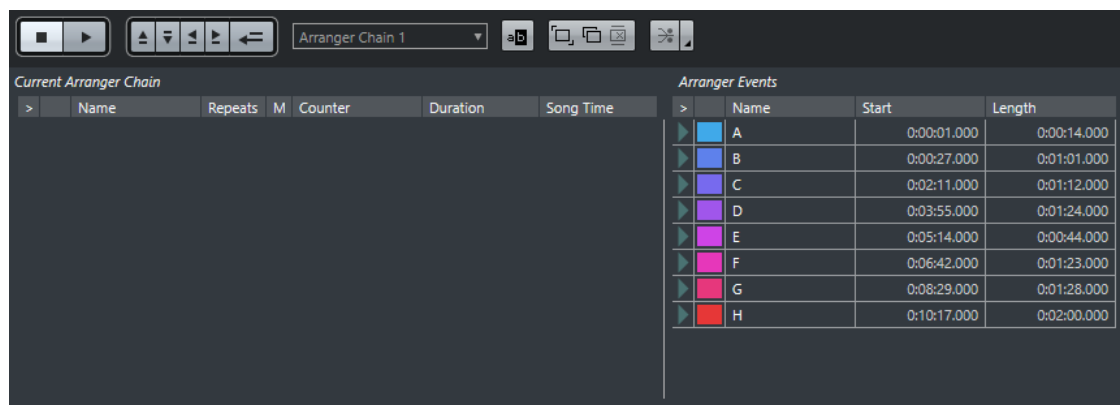 Arranger Chain 1 ab
Current Arranger Chain Arranger Events
> Name Repeats M Counter Duration Song Time > Name Start Length
A 0:00:01.000 0:00:14.000
B 0:00:27.000 0:01:01.000
C 0:02:11.000 0:01:12.000
D 0:03:55.000 0:01:24.000
E 0:05:14.000 0:00:44.000
F 0:06:42.000 0:01:23.000
G 0:08:29.000 0:01:28.000
H 0:10:17.000 0:02:00.000